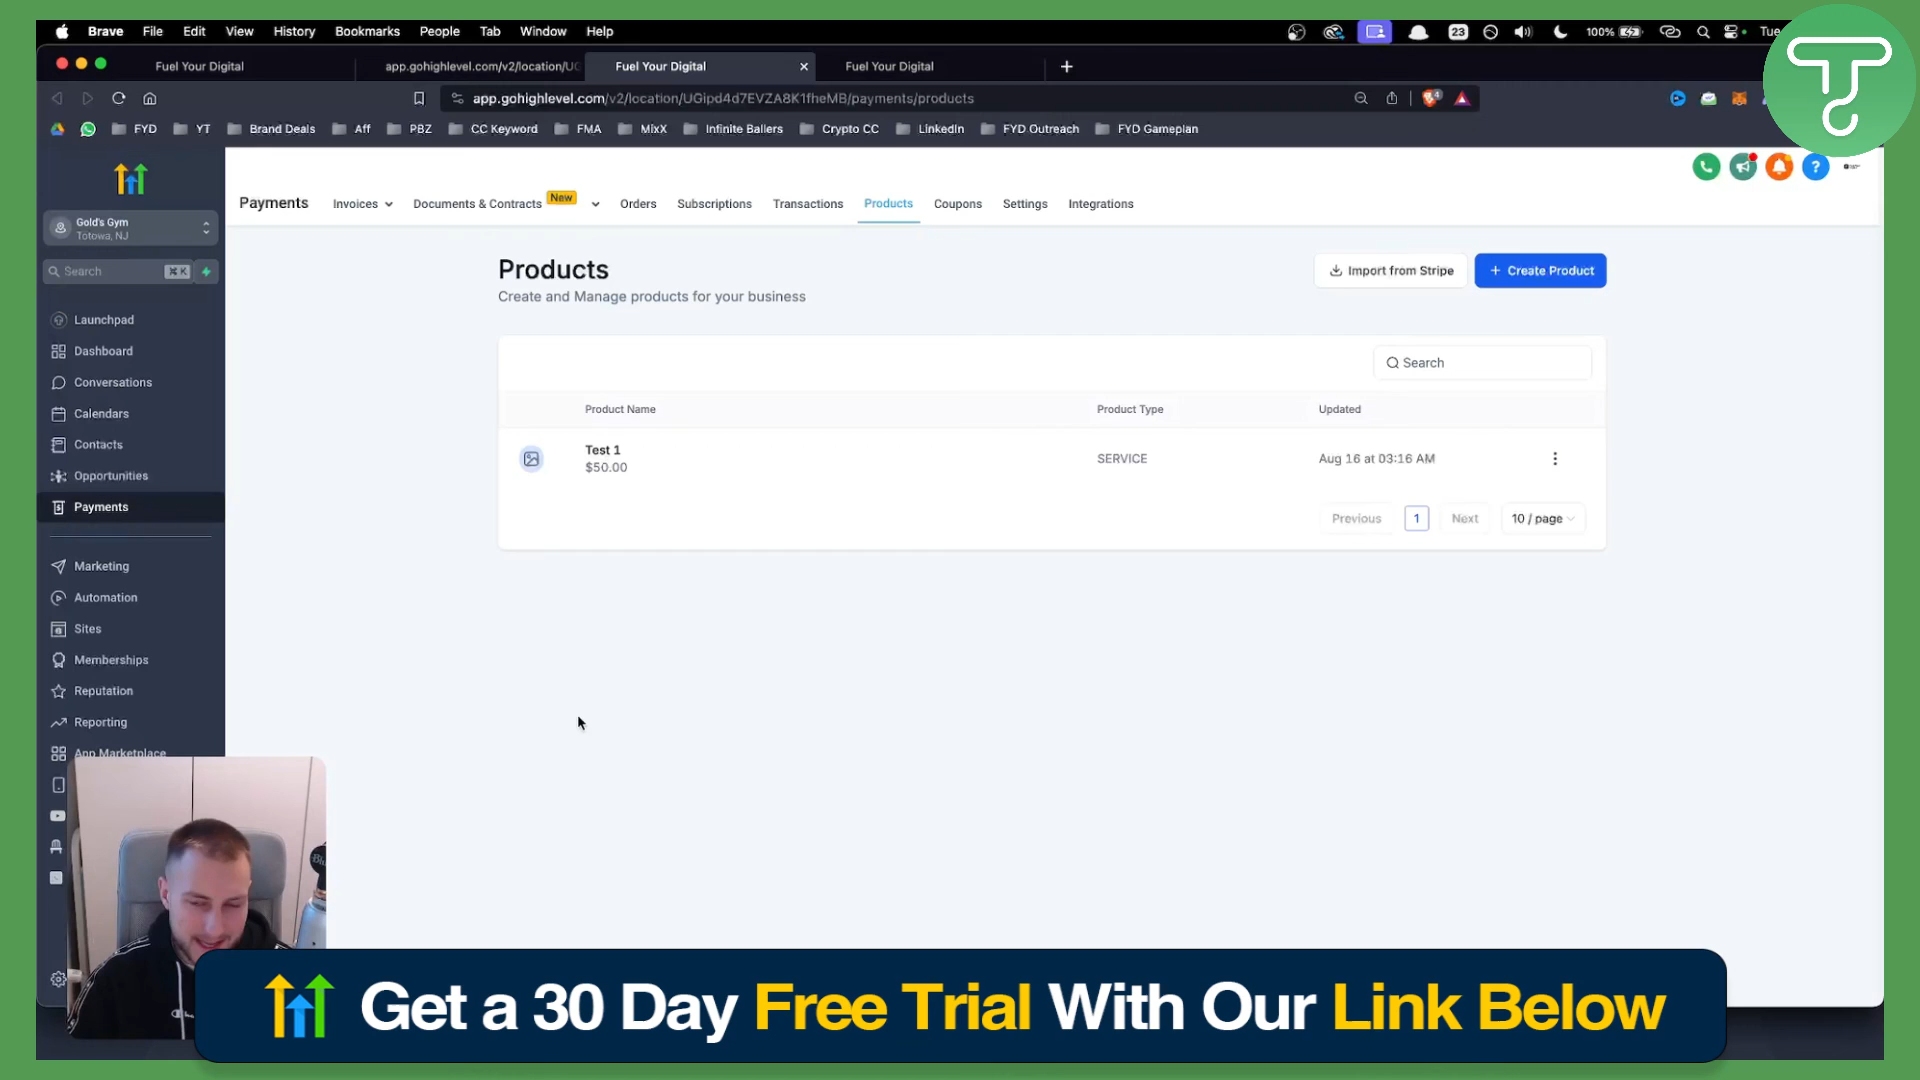 Brave File Edit View History Bookmarks People Tab Window Help 23 100% Tue
Fuel Your Digital app.gohighlevel.com/v2/location/U Fuel Your Digital Fuel Your Digital
app.gohighlevel.com/v2/location/UGipd4d7EVZA8K1fheMB/payments/products
FYD YT Brand Deals Aff PBZ CC Keyword FMA MixX Infinite Ballers Crypto CC LinkedIn FYD Outreach FYD Gameplan
Payments Invoices Documents & Contracts New Orders Subscriptions Transactions Products Coupons Settings Integrations
Gold's Gym
Totowa, NJ
Search ⌘ K
Launchpad
Dashboard
Conversations
Calendars
Contacts
Opportunities
Payments
Marketing
Automation
Sites
Memberships
Reputation
Reporting
App Marketplace
Products
Create and Manage products for your business
Import from Stripe
+ Create Product
Search
Product Name Product Type Updated
Test 1 SERVICE Aug 16 at 03:16 AM
$50.00
Previous 1 Next 10 / page
Get a 30 Day Free Trial With Our Link Below